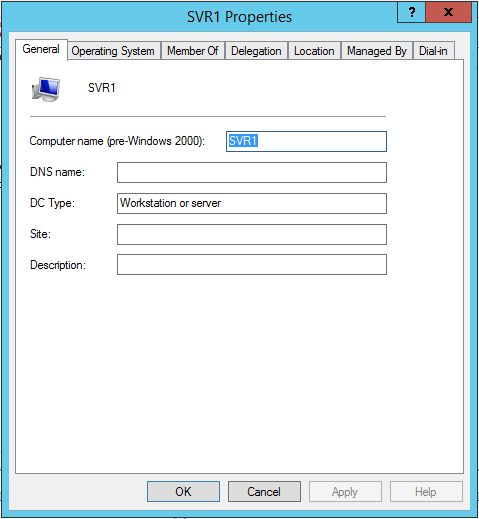 SVR1 Properties
? x
General Operating System Member Of Delegation Location Managed By Dial-in
SVR1
Computer name (pre-Windows 2000): SVR1
DNS name:
DC Type: Workstation or server
Site:
Description:
OK Cancel Apply Help